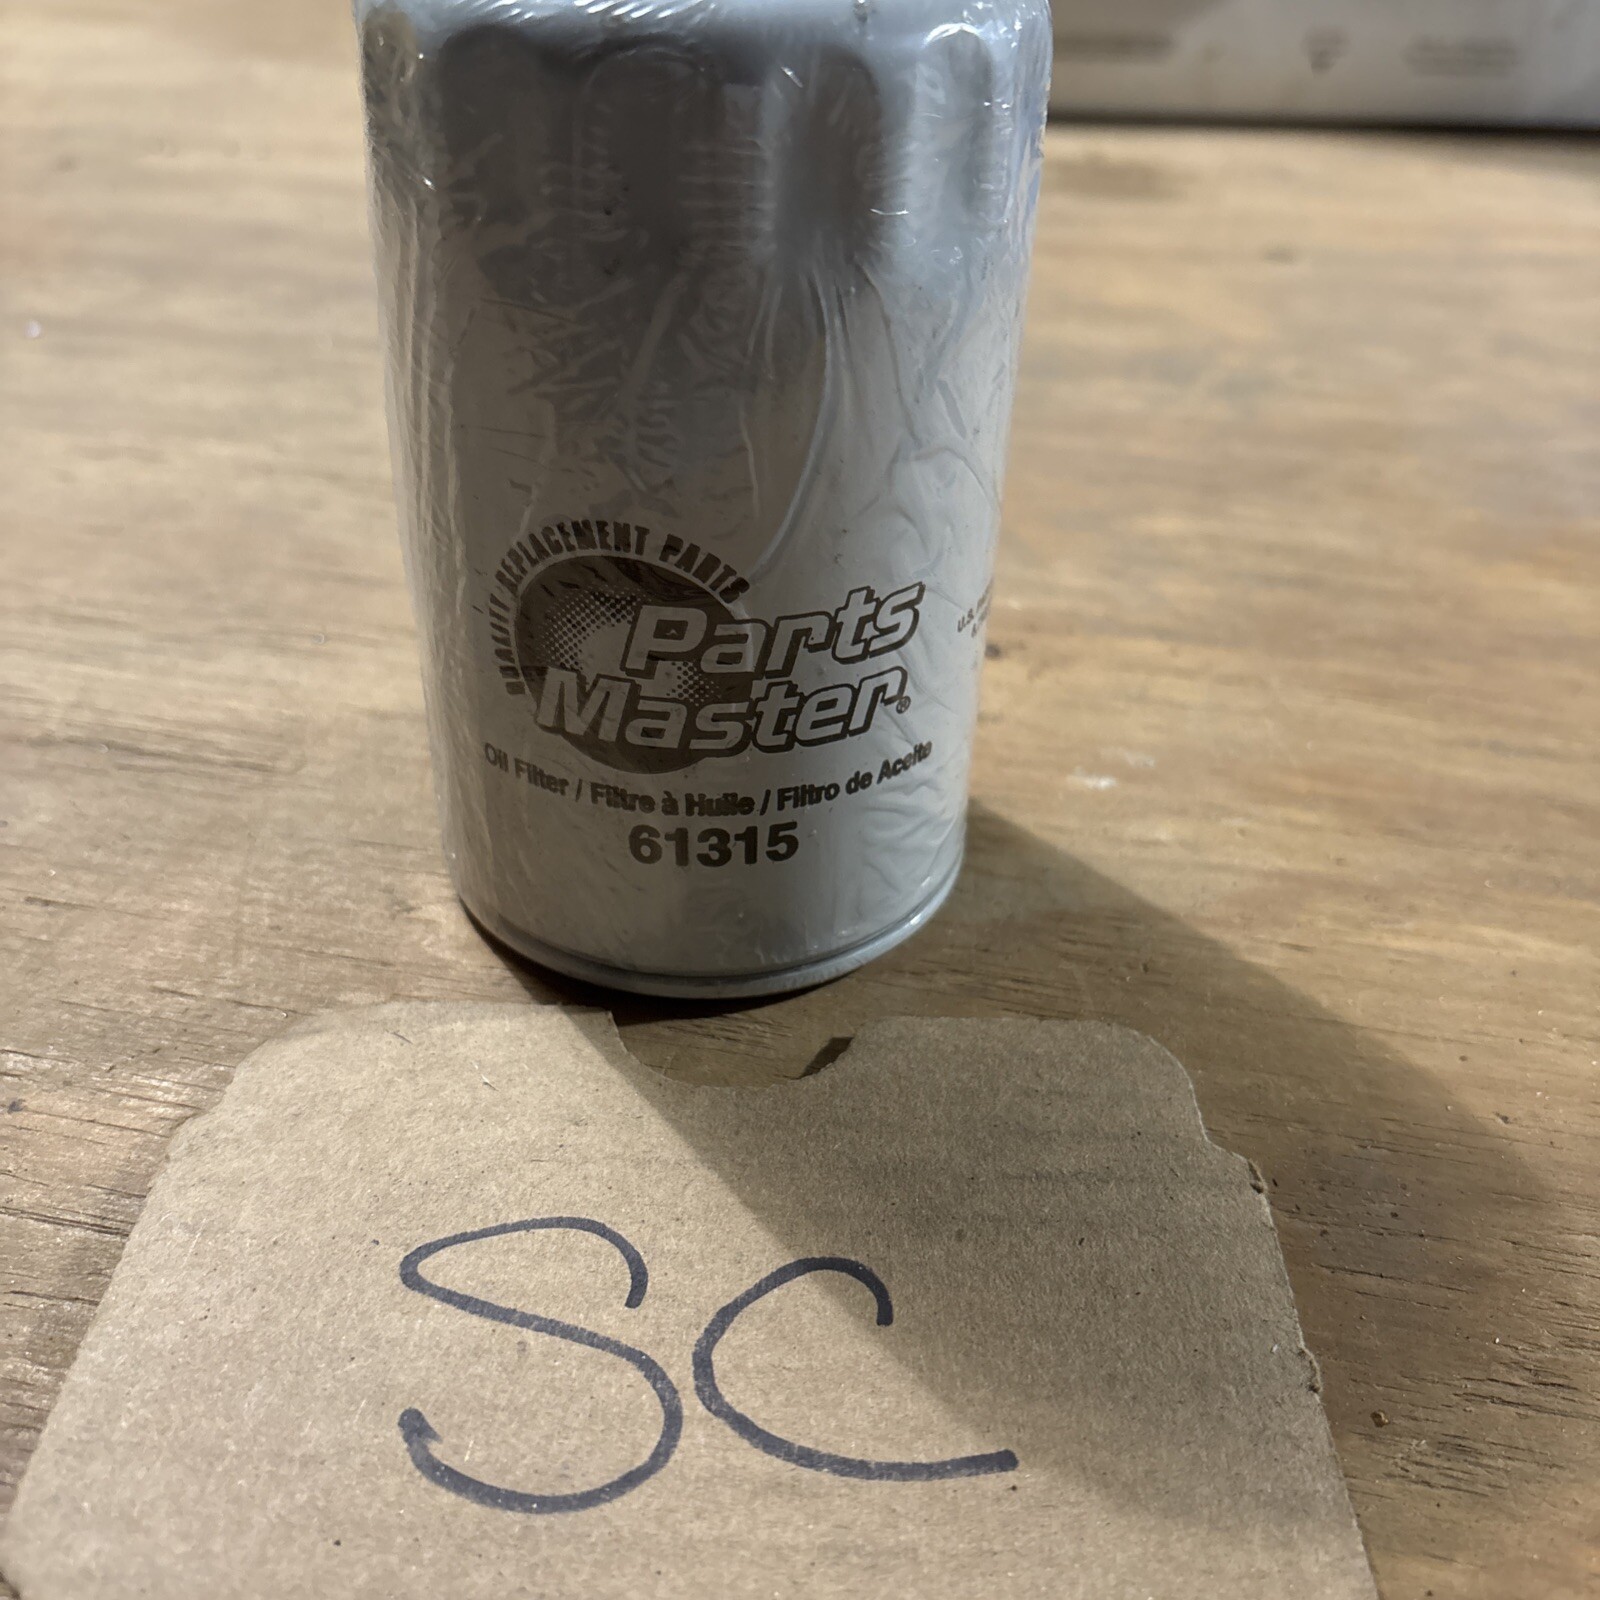 QUALITY REPLACEMENT PARTS
Parts
Master®
Oil Filter / Filtre à Huile / Filtro de Aceite
61315
U.S.
SC